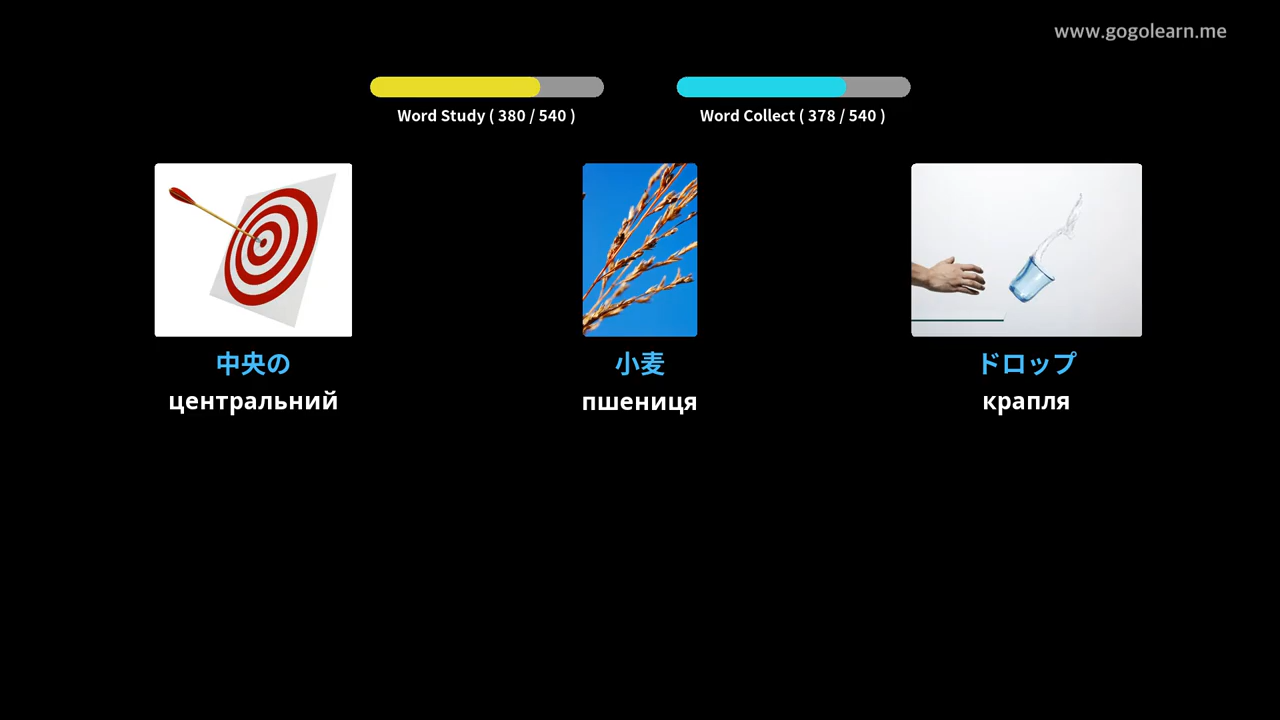 www.gogolearn.me
Word Study ( 380 / 540 )
Word Collect ( 378 / 540 )
中央の
центральний
小麦
пшениця
ドロップ
крапля